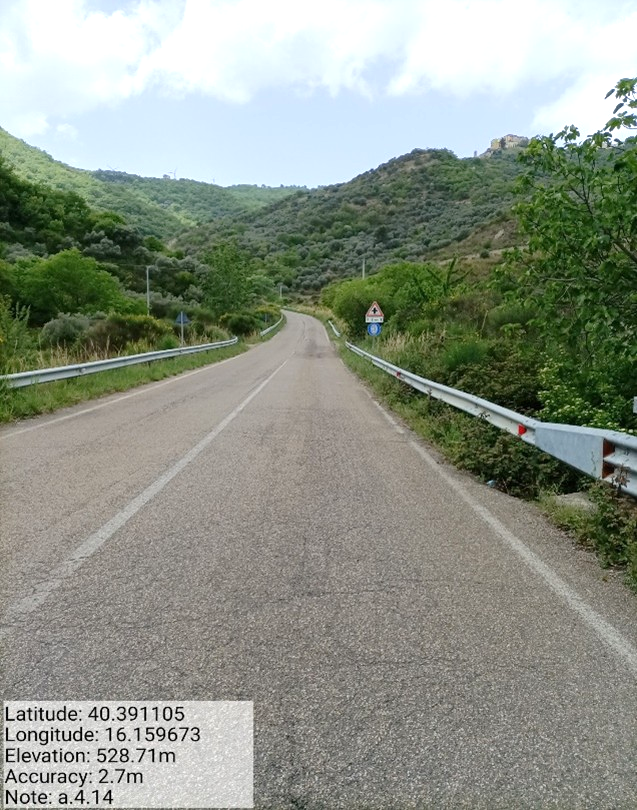 Latitude: 40.391105
Longitude: 16.159673
Elevation: 528.71m
Accuracy: 2.7m
Note: a.4.14